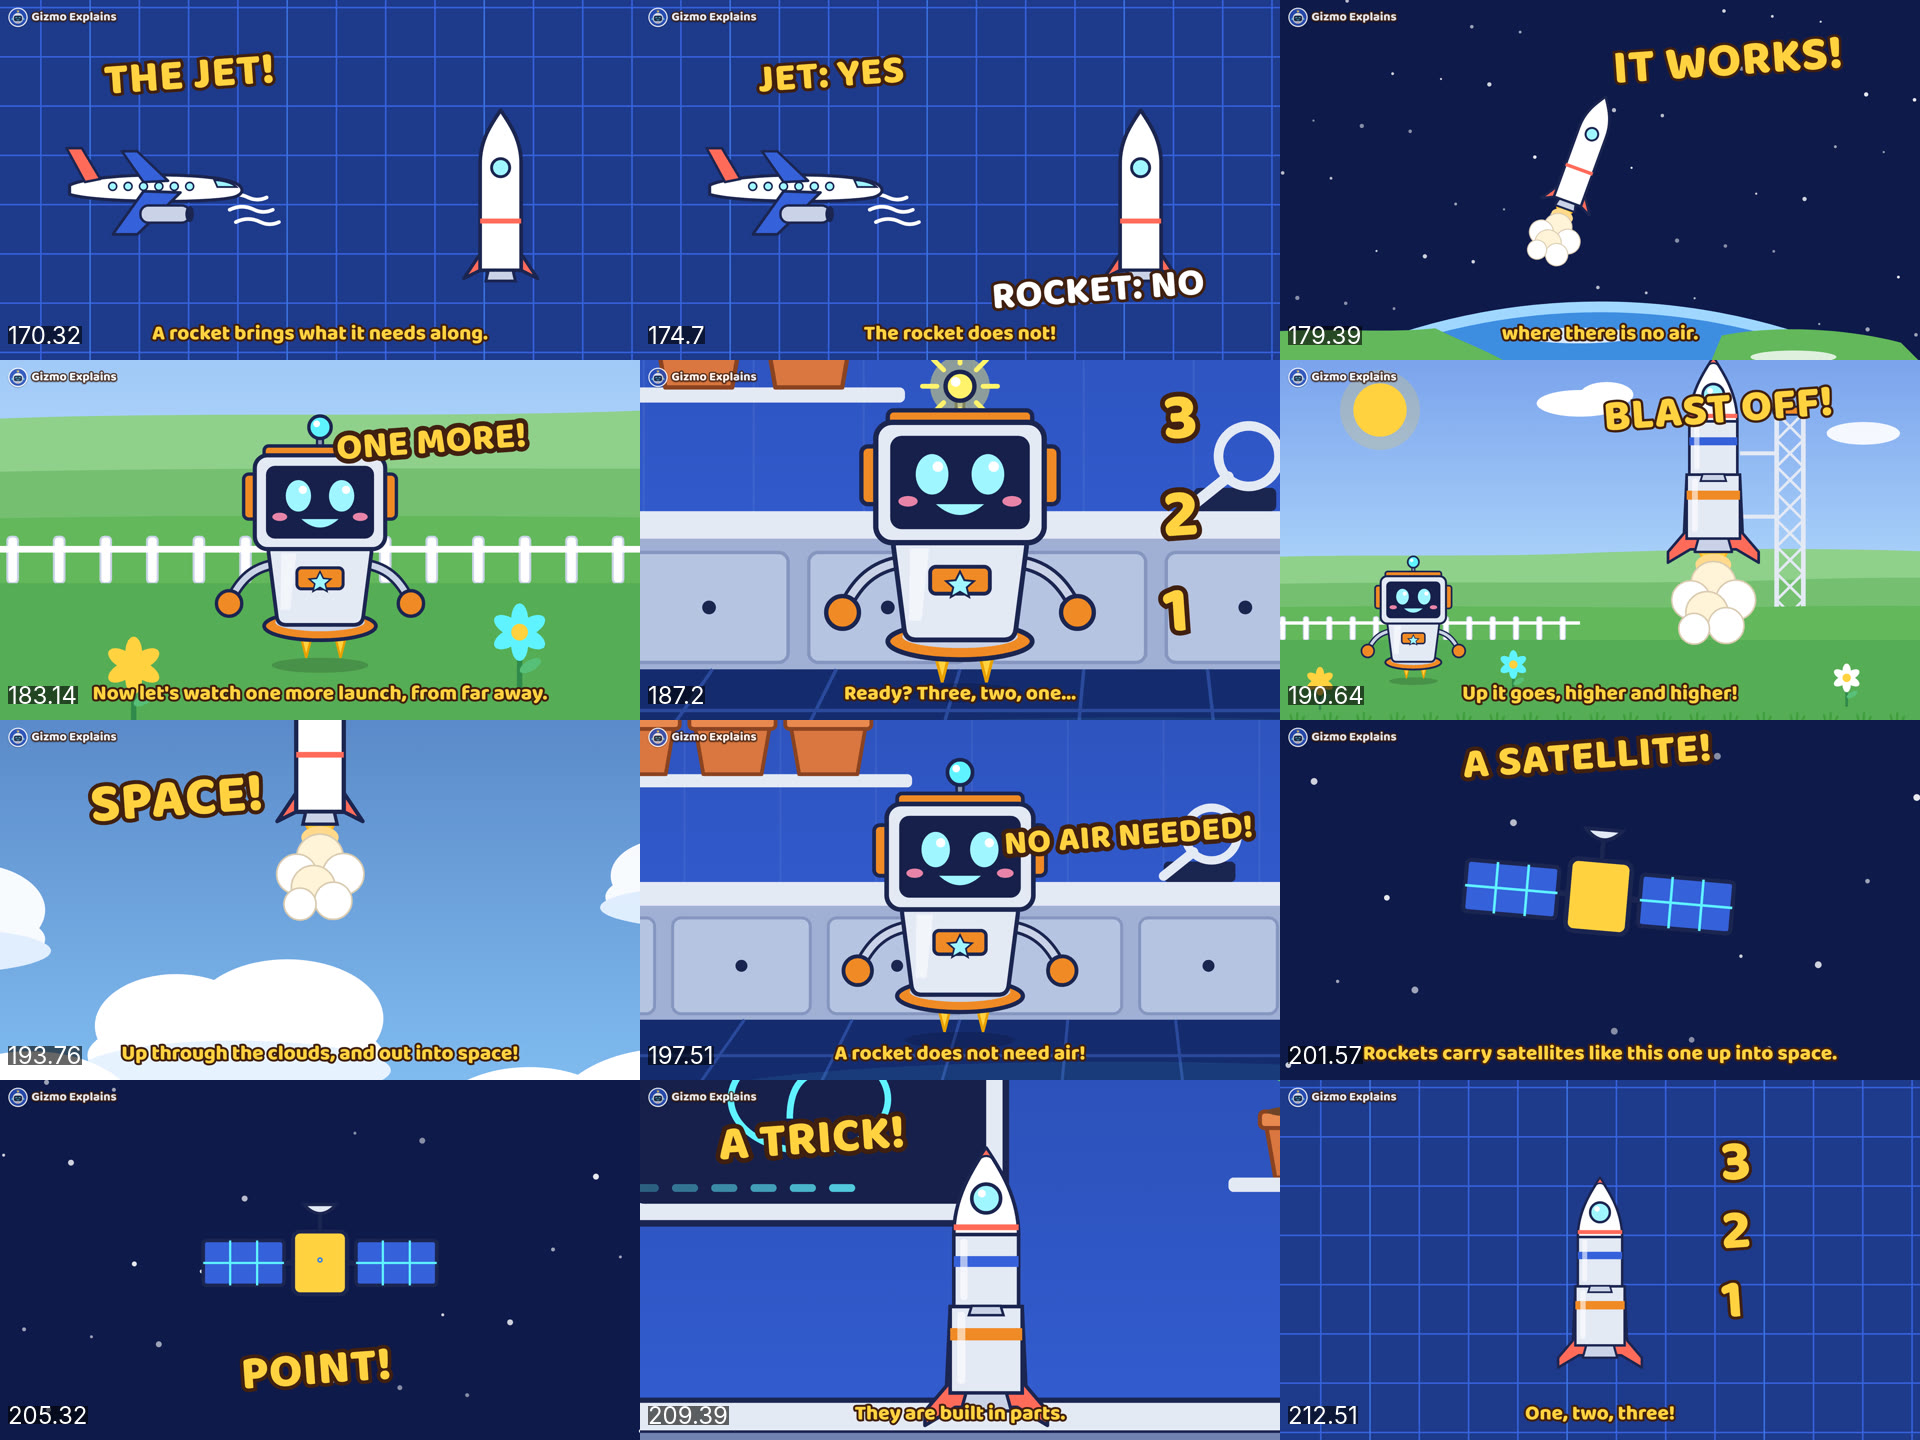 Gizmo Explains
THE JET!
A rocket brings what it needs along.
170.32
Gizmo Explains
JET: YES
ROCKET: NO
The rocket does not!
174.7
Gizmo Explains
IT WORKS!
where there is no air.
179.39
Gizmo Explains
ONE MORE!
Now let's watch one more launch, from far away.
183.14
Gizmo Explains
3
2
1
Ready? Three, two, one...
187.2
Gizmo Explains
BLAST OFF!
Up it goes, higher and higher!
190.64
Gizmo Explains
SPACE!
Up through the clouds, and out into space!
193.76
Gizmo Explains
NO AIR NEEDED!
A rocket does not need air!
197.51
Gizmo Explains
A SATELLITE!
Rockets carry satellites like this one up into space.
201.57
Gizmo Explains
POINT!
205.32
Gizmo Explains
A TRICK!
They are built in parts.
209.39
Gizmo Explains
3
2
1
One, two, three!
212.51